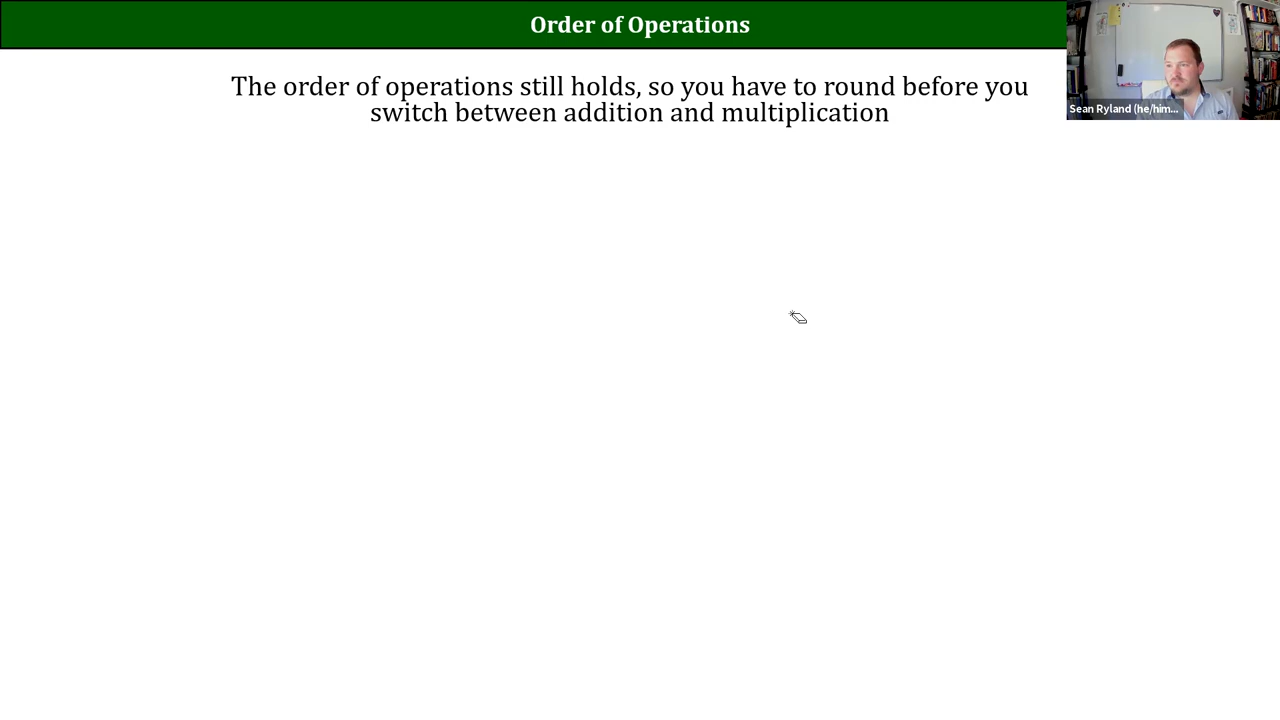 Order of Operations
The order of operations still holds, so you have to round before you
switch between addition and multiplication
Sean Ryland (he/him...